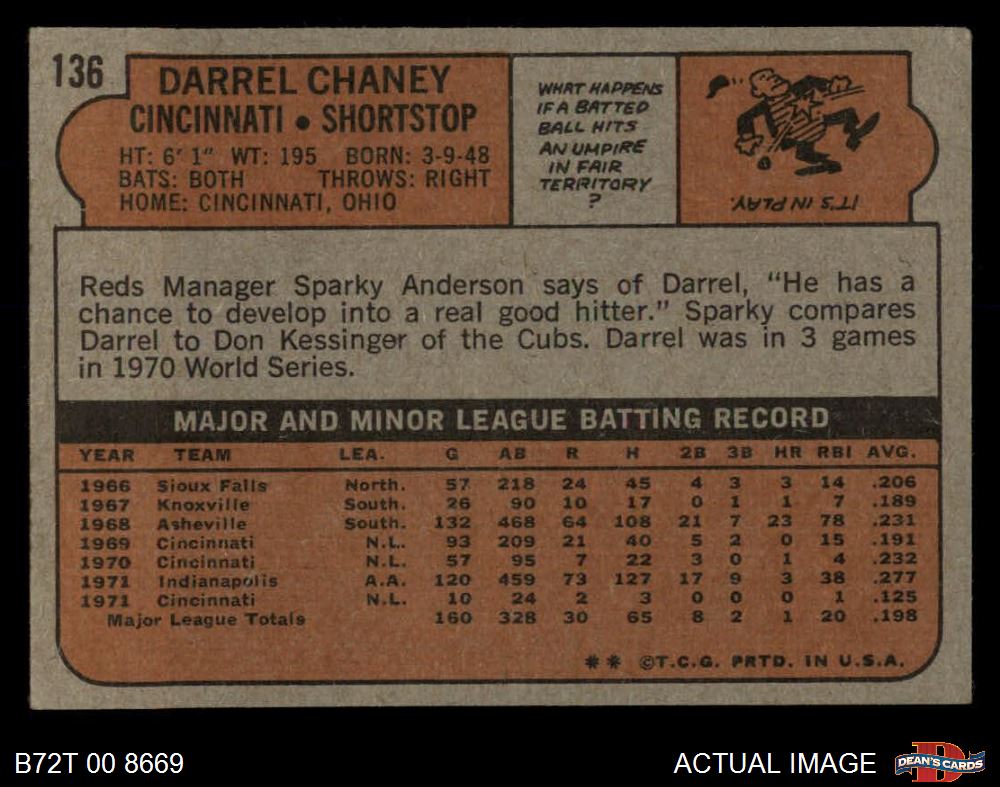 136
DARREL CHANEY
CINCINNATI • SHORTSTOP
HT: 6' 1" WT: 195 BORN: 3-9-48
BATS: BOTH THROWS: RIGHT
HOME: CINCINNATI, OHIO
WHAT HAPPENS
IF A BATTED
BALL HITS
AN UMPIRE
IN FAIR
TERRITORY
?
IT'S IN PLAY.
Reds Manager Sparky Anderson says of Darrel, "He has a
chance to develop into a real good hitter." Sparky compares
Darrel to Don Kessinger of the Cubs. Darrel was in 3 games
in 1970 World Series.
MAJOR AND MINOR LEAGUE BATTING RECORD
YEAR TEAM LEA. G AB R H 2B 3B HR RBI AVG.
1966 Sioux Falls North. 57 218 24 45 4 3 3 14 .206
1967 Knoxville South. 26 90 10 17 0 1 1 7 .189
1968 Asheville South. 132 468 64 108 21 7 23 78 .231
1969 Cincinnati N.L. 93 209 21 40 5 2 0 15 .191
1970 Cincinnati N.L. 57 95 7 22 3 0 1 4 .232
1971 Indianapolis A.A. 120 459 73 127 17 9 3 38 .277
1971 Cincinnati N.L. 10 24 2 3 0 0 0 1 .125
Major League Totals 160 328 30 65 8 2 1 20 .198
** ©T.C.G. PRTD. IN U.S.A.
B72T 00 8669
ACTUAL IMAGE
DEAN'S CARDS